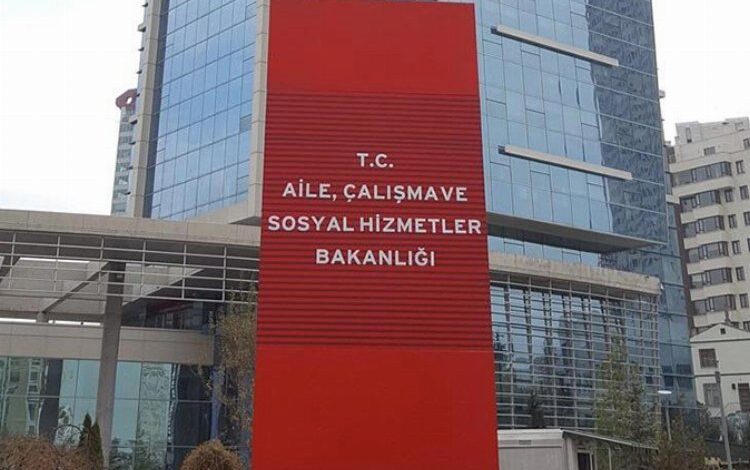 T.C.
AİLE, ÇALIŞMAVE
SOSYAL HİZMETLER
BAKANLIĞI